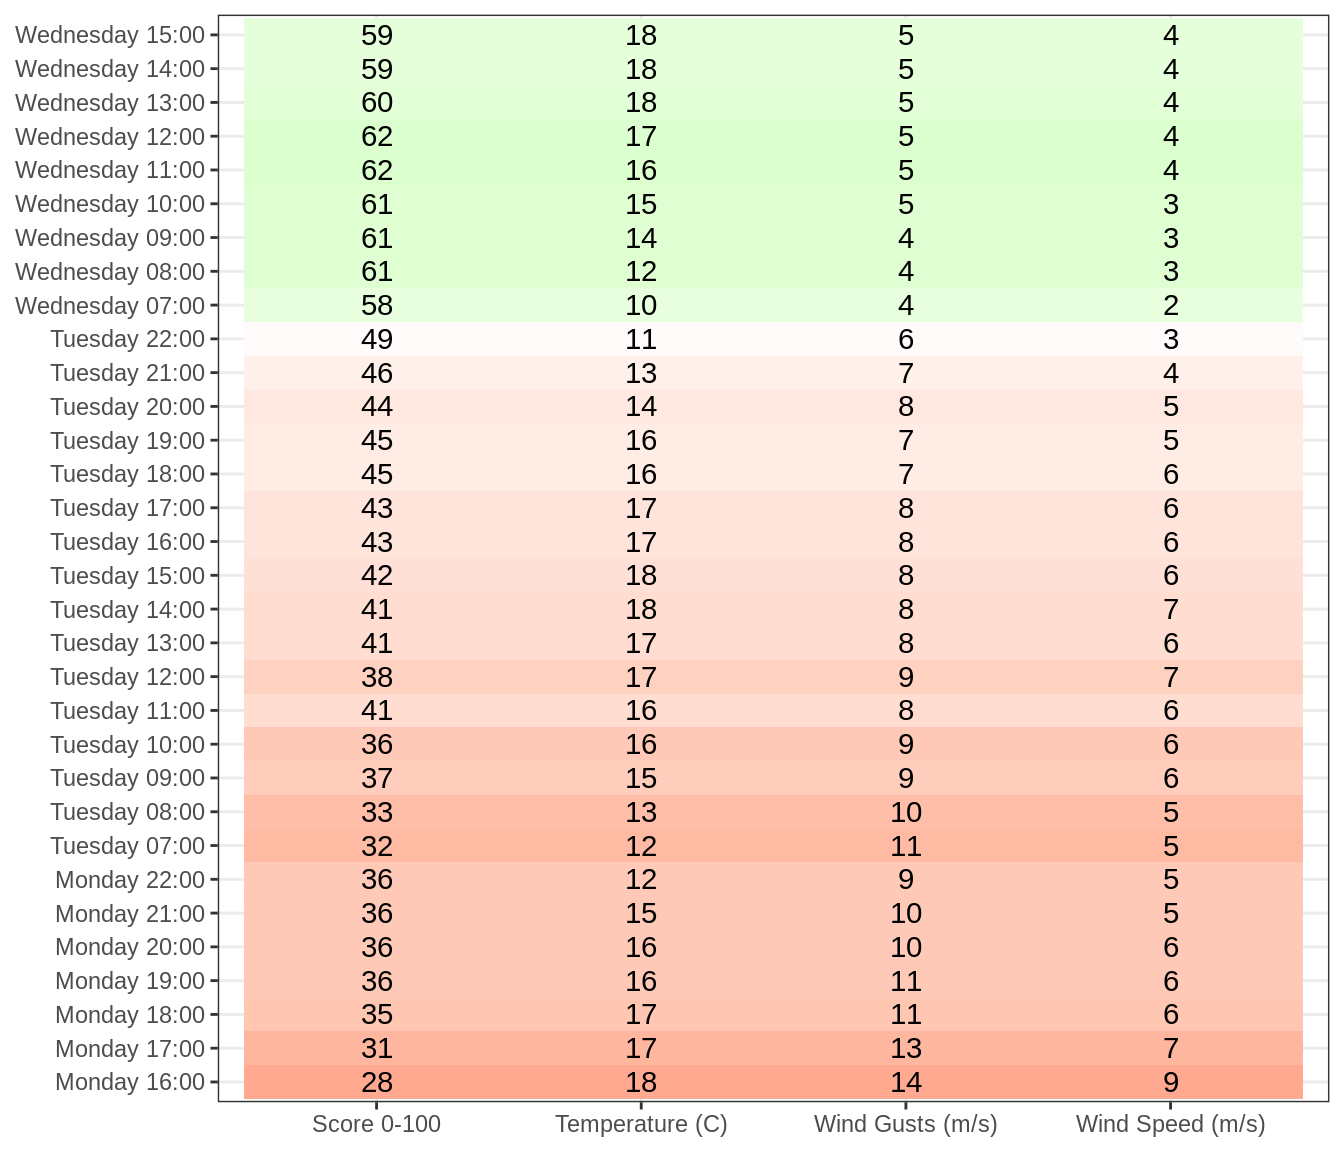 Wednesday 15:00 59 18 5 4
Wednesday 14:00 59 18 5 4
Wednesday 13:00 60 18 5 4
Wednesday 12:00 62 17 5 4
Wednesday 11:00 62 16 5 4
Wednesday 10:00 61 15 5 3
Wednesday 09:00 61 14 4 3
Wednesday 08:00 61 12 4 3
Wednesday 07:00 58 10 4 2
Tuesday 22:00 49 11 6 3
Tuesday 21:00 46 13 7 4
Tuesday 20:00 44 14 8 5
Tuesday 19:00 45 16 7 5
Tuesday 18:00 45 16 7 6
Tuesday 17:00 43 17 8 6
Tuesday 16:00 43 17 8 6
Tuesday 15:00 42 18 8 6
Tuesday 14:00 41 18 8 7
Tuesday 13:00 41 17 8 6
Tuesday 12:00 38 17 9 7
Tuesday 11:00 41 16 8 6
Tuesday 10:00 36 16 9 6
Tuesday 09:00 37 15 9 6
Tuesday 08:00 33 13 10 5
Tuesday 07:00 32 12 11 5
Monday 22:00 36 12 9 5
Monday 21:00 36 15 10 5
Monday 20:00 36 16 10 6
Monday 19:00 36 16 11 6
Monday 18:00 35 17 11 6
Monday 17:00 31 17 13 7
Monday 16:00 28 18 14 9
Score 0-100 Temperature (C) Wind Gusts (m/s) Wind Speed (m/s)